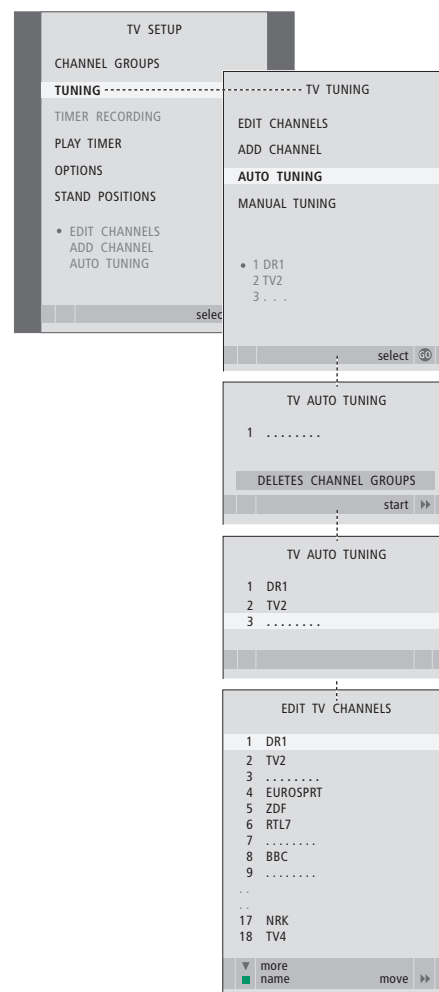 TV SETUP
CHANNEL GROUPS
TUNING
TIMER RECORDING
PLAY TIMER
OPTIONS
STAND POSITIONS
• EDIT CHANNELS
ADD CHANNEL
AUTO TUNING
selec
TV TUNING
EDIT CHANNELS
ADD CHANNEL
AUTO TUNING
MANUAL TUNING
• 1 DR1
2 TV2
3 . . .
select GO
TV AUTO TUNING
1 ........
DELETES CHANNEL GROUPS
start
TV AUTO TUNING
1 DR1
2 TV2
3 ........
EDIT TV CHANNELS
1 DR1
2 TV2
3 ........
4 EUROSPRT
5 ZDF
6 RTL7
7 ........
8 BBC
9 ........
. .
. .
17 NRK
18 TV4
more
name move